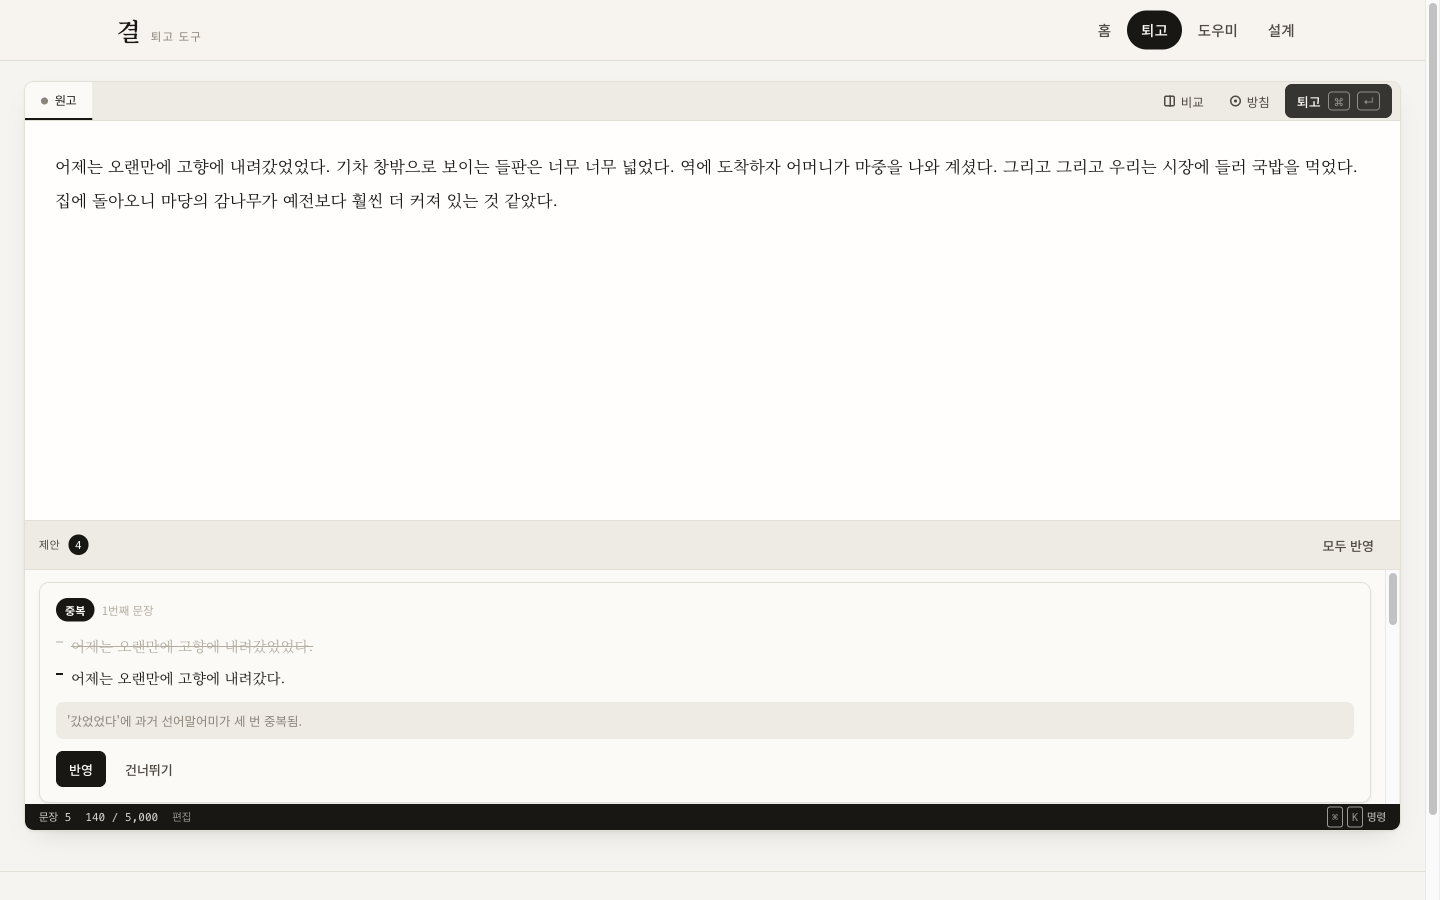 결 퇴고 도구
홈 퇴고 도우미 설계
원고
비교 방침 퇴고 ⌘ ↵
어제는 오랜만에 고향에 내려갔었었다. 기차 창밖으로 보이는 들판은 너무 너무 넓었다. 역에 도착하자 어머니가 마중을 나와 계셨다. 그리고 그리고 우리는 시장에 들러 국밥을 먹었다.
집에 돌아오니 마당의 감나무가 예전보다 훨씬 더 커져 있는 것 같았다.
제안 4
모두 반영
중복 1번째 문장
어제는 오랜만에 고향에 내려갔었었다.
어제는 오랜만에 고향에 내려갔다.
'갔었었다'에 과거 선어말어미가 세 번 중복됨.
반영 건너뛰기
문장 5 140 / 5,000 편집
⌘ K 명령